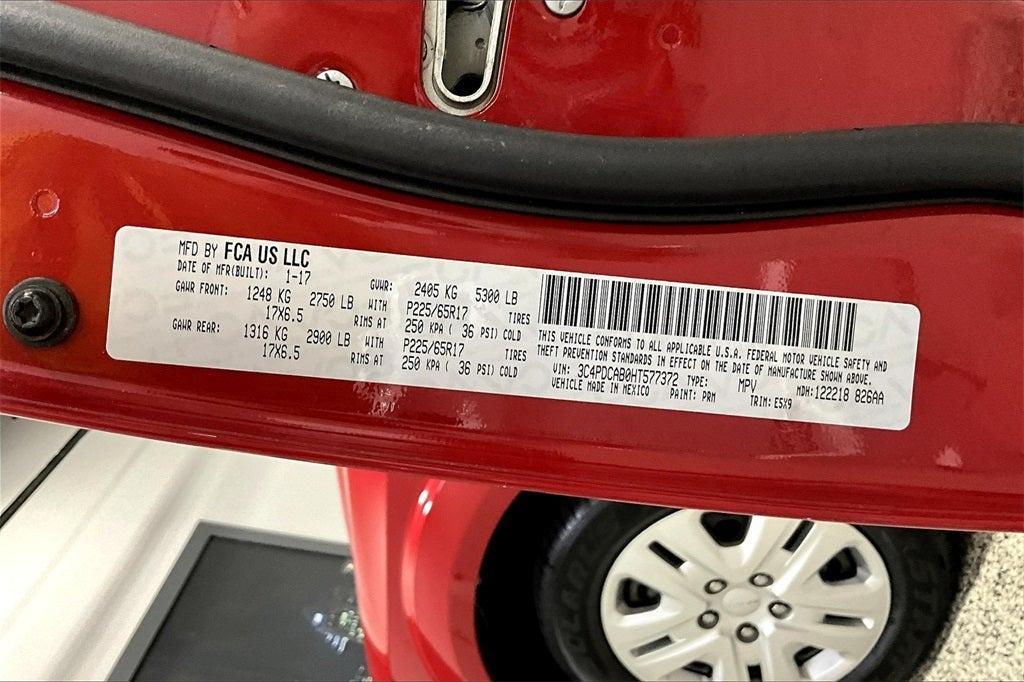 MFD BY FCA US LLC
DATE OF MFR(BUILT): 1-17 GVWR: 2405 KG 5300 LB
GAWR FRONT: 1248 KG 2750 LB WITH P225/65R17 TIRES
17X6.5 RIMS AT 250 KPA ( 36 PSI) COLD
GAWR REAR: 1316 KG 2900 LB WITH P225/65R17 TIRES
17X6.5 RIMS AT 250 KPA ( 36 PSI) COLD
THIS VEHICLE CONFORMS TO ALL APPLICABLE U.S.A. FEDERAL MOTOR VEHICLE SAFETY AND
THEFT PREVENTION STANDARDS IN EFFECT ON THE DATE OF MANUFACTURE SHOWN ABOVE.
VIN: 3C4PDCAB0HT577372 TYPE: MPV MDH:122218 826AA
VEHICLE MADE IN MEXICO PAINT: PRM TRIM: E5X9